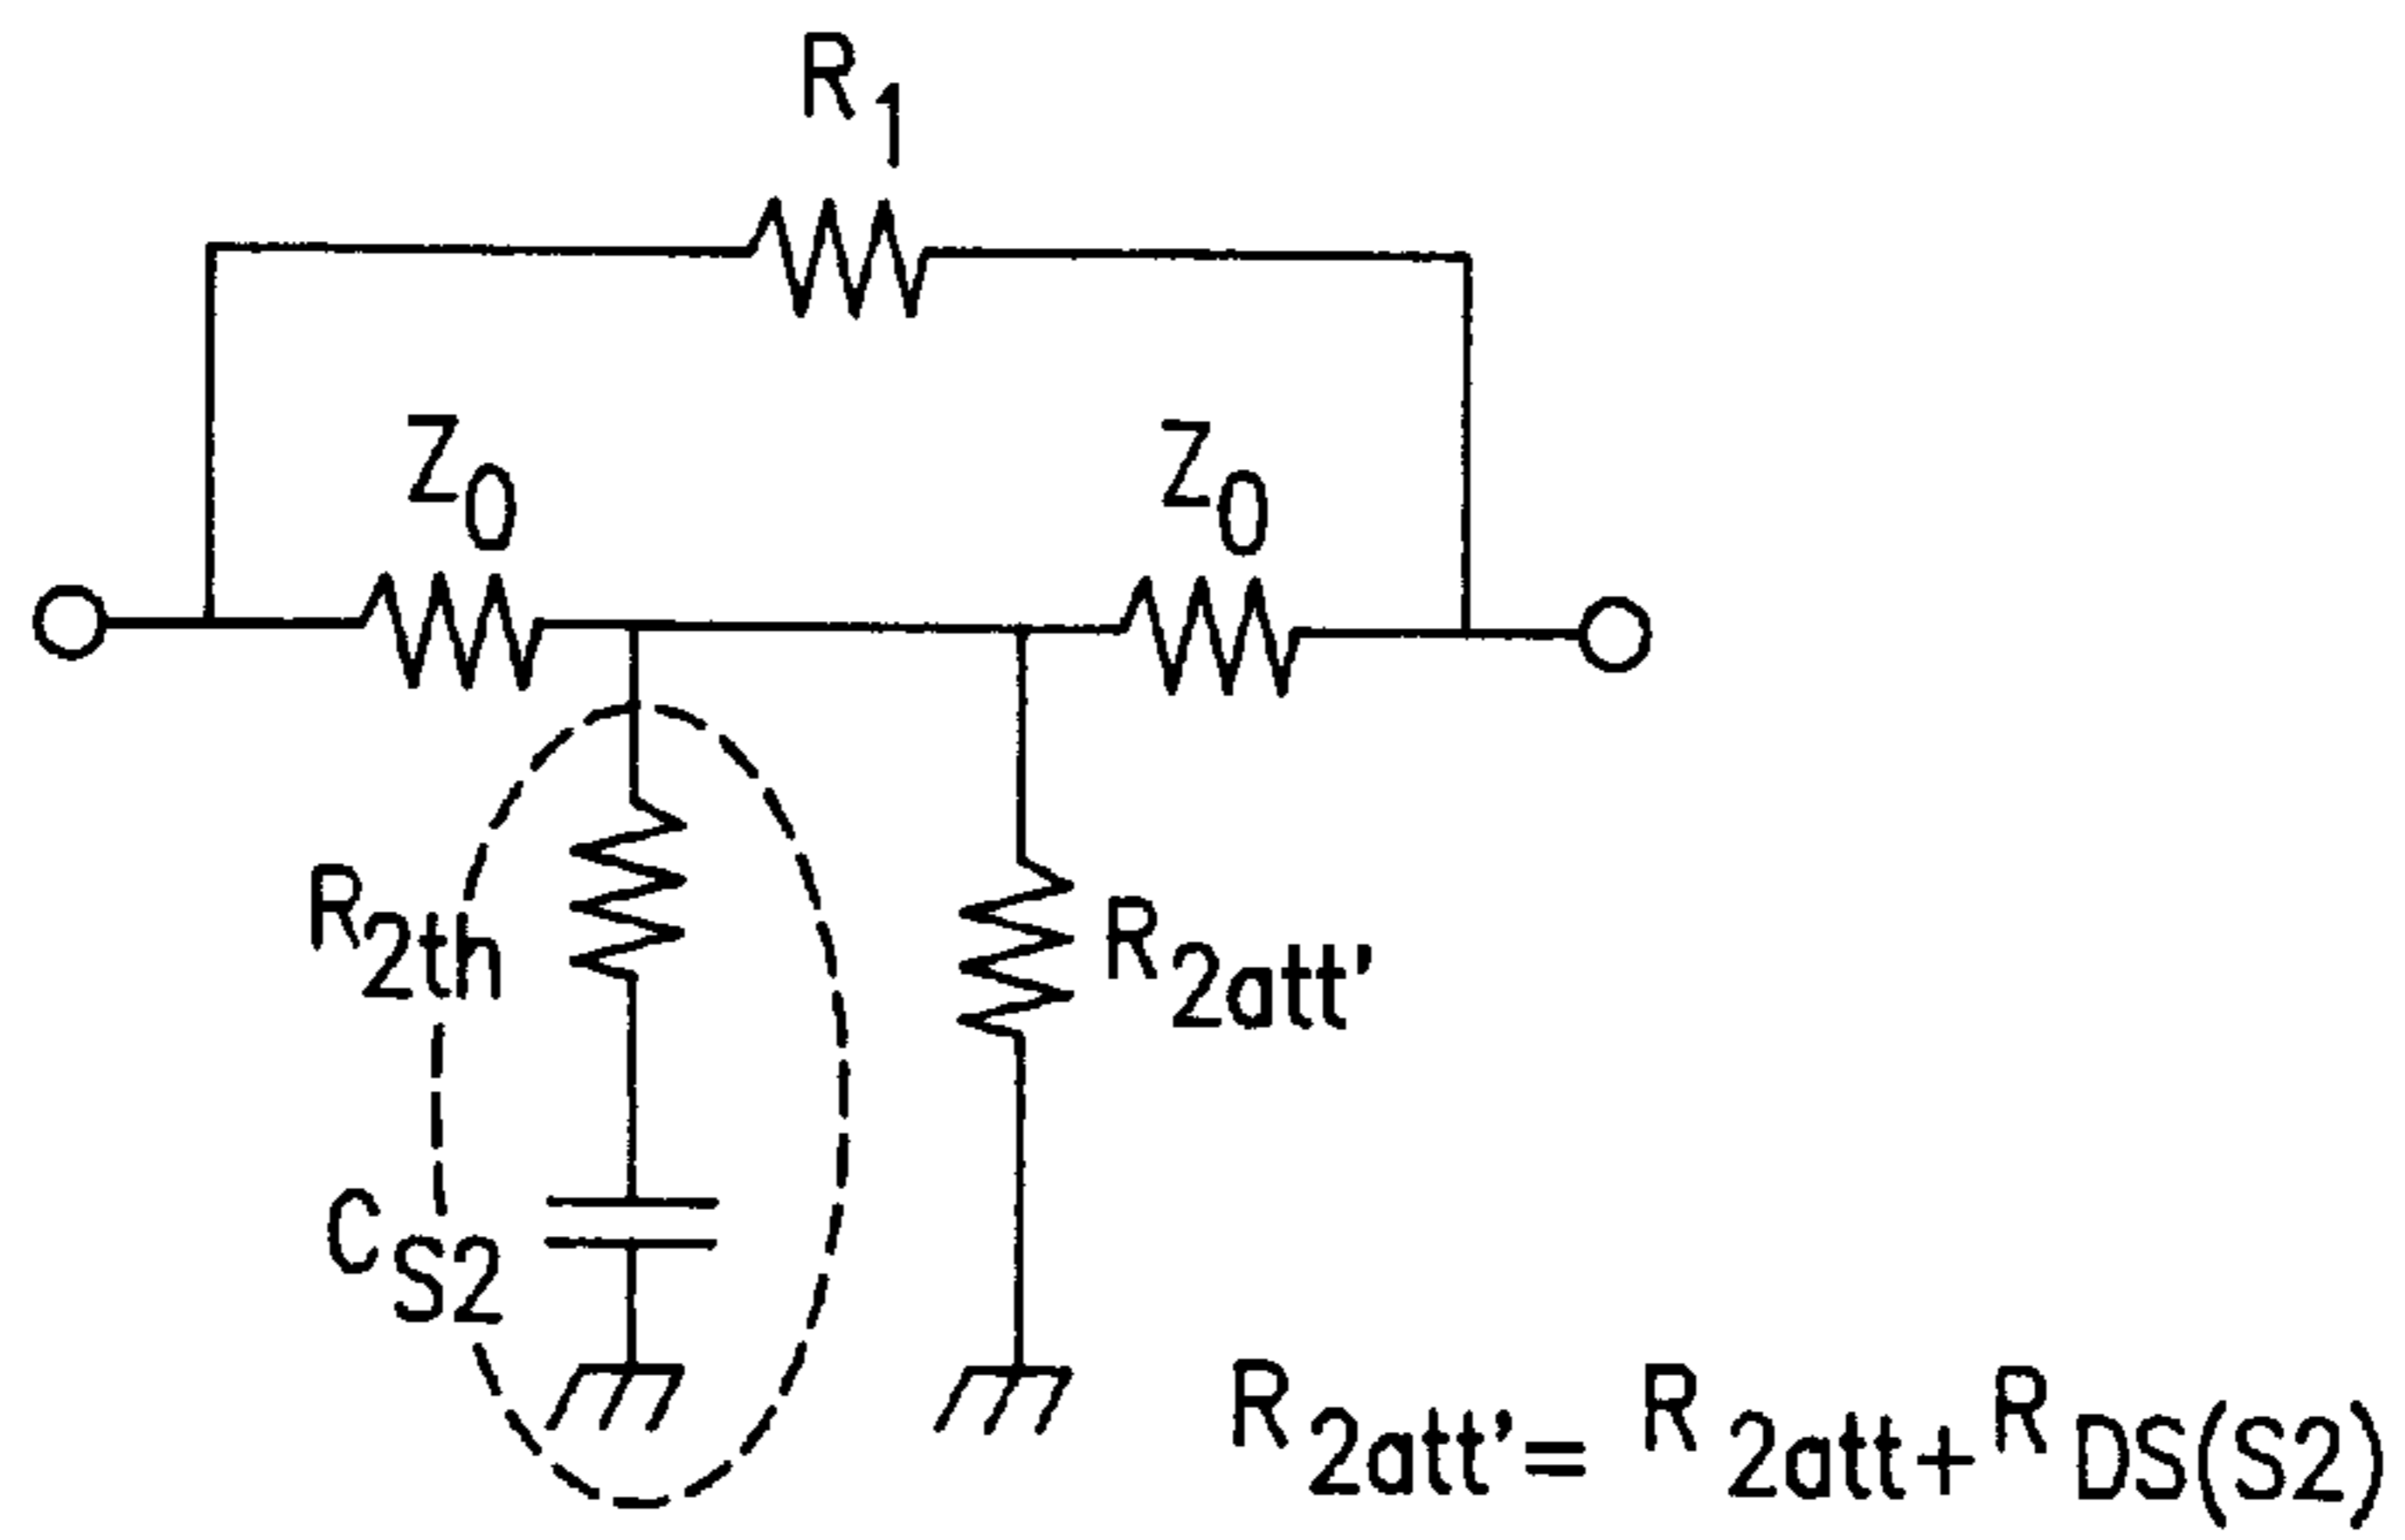 R1
Z0
Z0
R2th
R2att'
CS2
R2att'= R2att+RDS(S2)